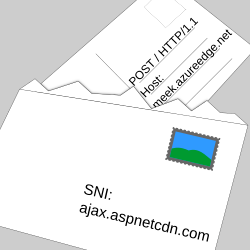 POST / HTTP/1.1
Host:
meek.azureedge.net
SNI:
ajax.aspnetcdn.com